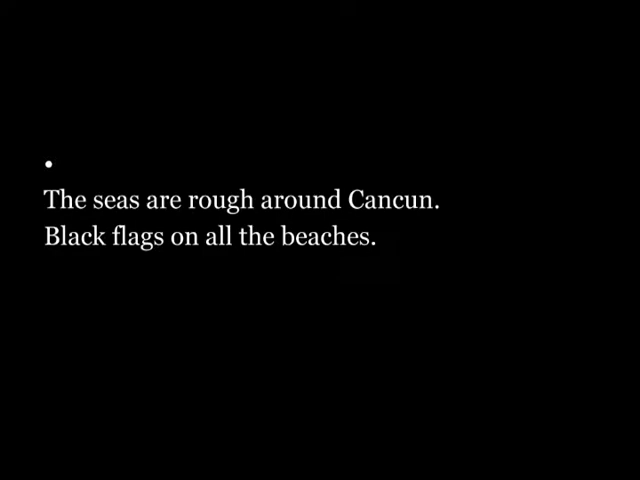 •
The seas are rough around Cancun.
Black flags on all the beaches.